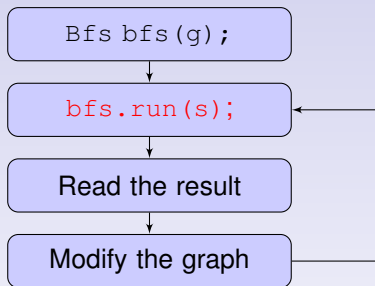 Bfs bfs(g);
bfs.run(s);
Read the result
Modify the graph